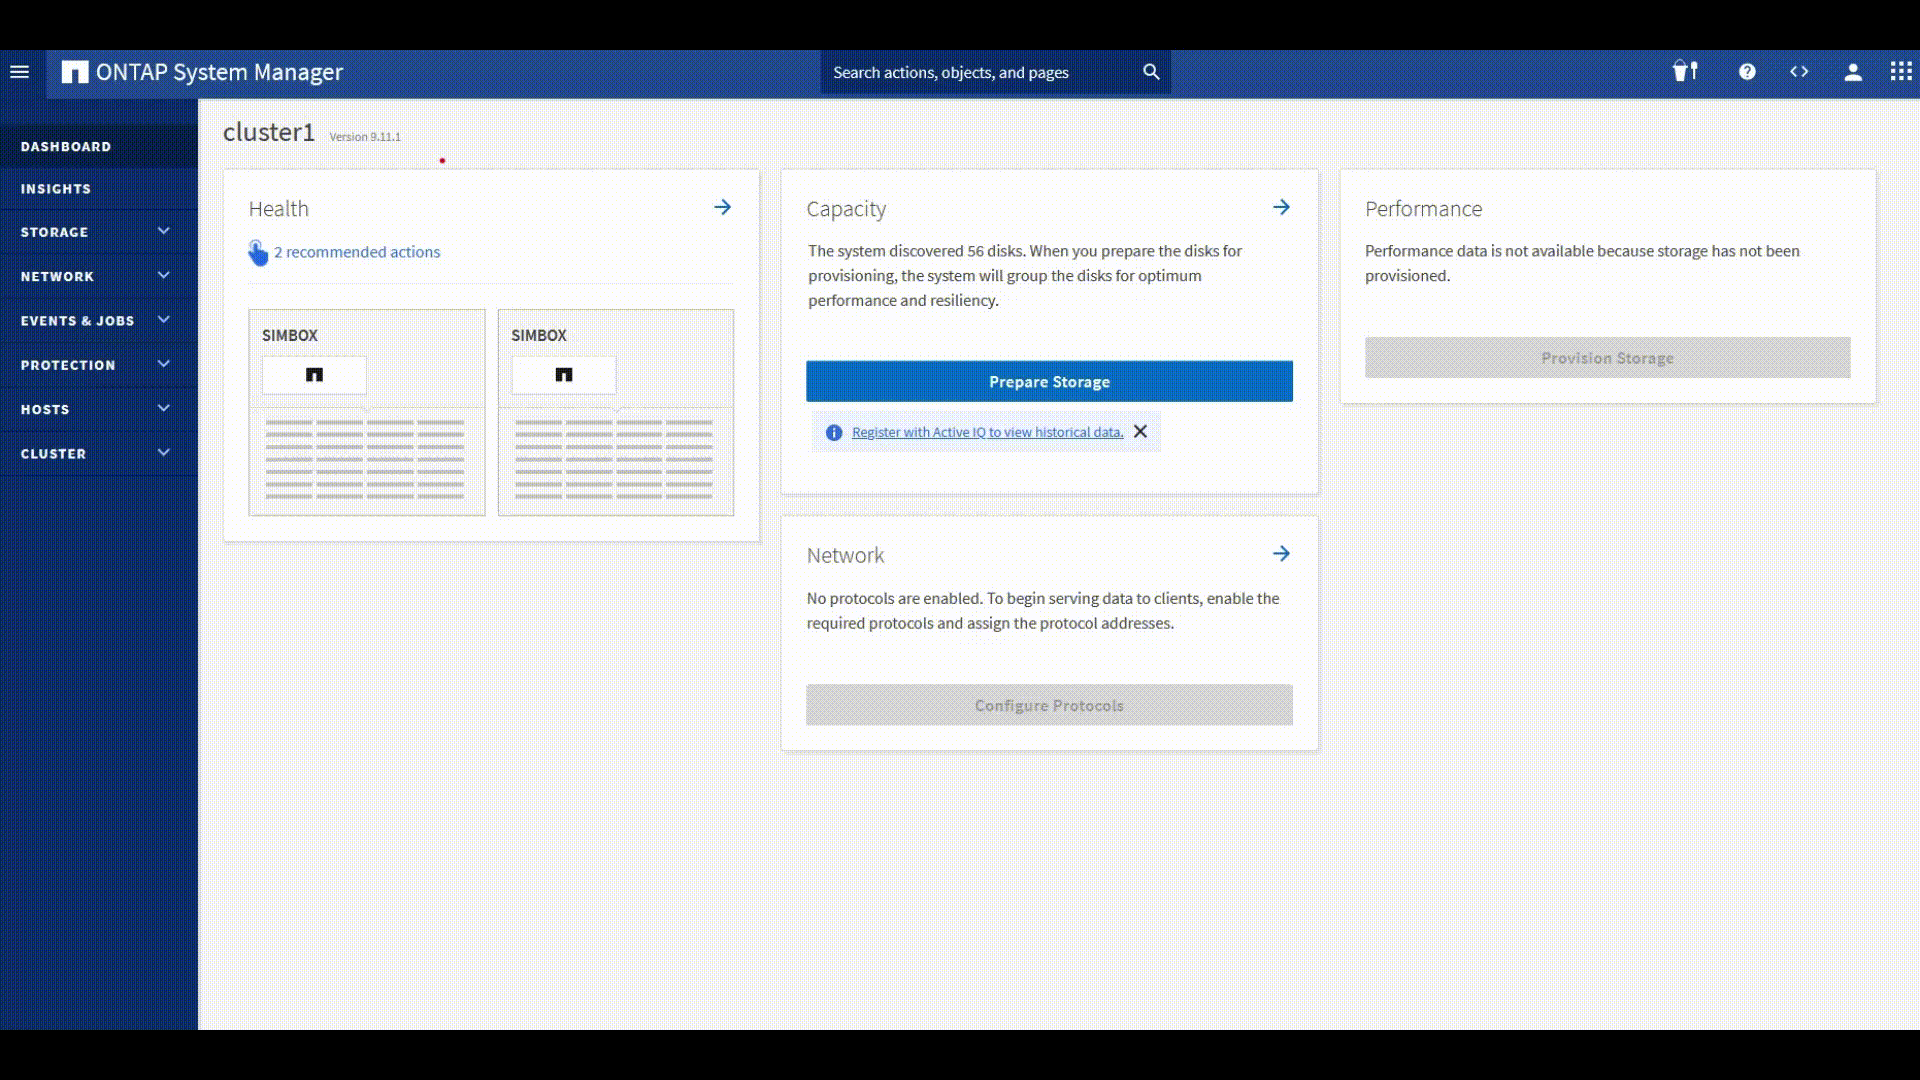 ONTAP System Manager
Search actions, objects, and pages
DASHBOARD
INSIGHTS
STORAGE
NETWORK
EVENTS & JOBS
PROTECTION
HOSTS
CLUSTER
cluster1 Version 9.11.1
Health
2 recommended actions
SIMBOX
SIMBOX
Capacity
The system discovered 56 disks. When you prepare the disks for
provisioning, the system will group the disks for optimum
performance and resiliency.
Prepare Storage
Register with Active IQ to view historical data.
Network
No protocols are enabled. To begin serving data to clients, enable the
required protocols and assign the protocol addresses.
Configure Protocols
Performance
Performance data is not available because storage has not been
provisioned.
Provision Storage